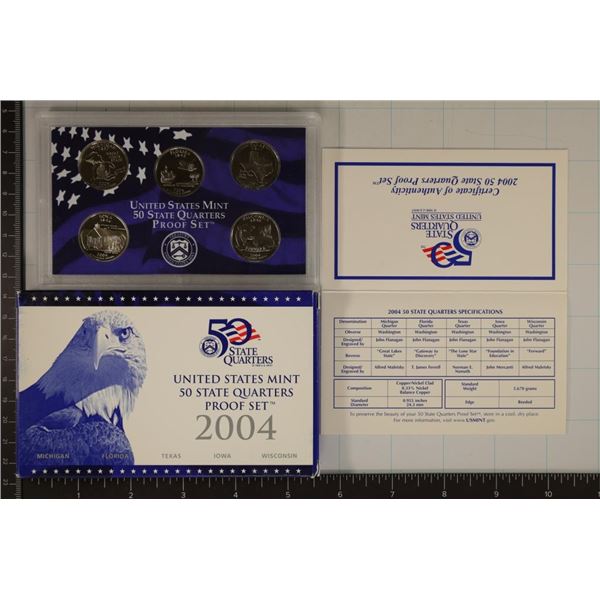 UNITED STATES MINT
50 STATE QUARTERS
PROOF SET™
Certificate of Authenticity
2004 50 State Quarters Proof Set™
50
STATE
QUARTERS
UNITED STATES MINT
2004 50 STATE QUARTERS SPECIFICATIONS
Denomination Michigan Quarter Florida Quarter Texas Quarter Iowa Quarter Wisconsin Quarter
Obverse Washington Washington Washington Washington Washington
Designed/ Engraved by John Flanagan John Flanagan John Flanagan John Flanagan John Flanagan
Reverse "Great Lakes State" "Gateway to Discovery" "The Lone Star State" "Foundation in Education" "Forward"
Designed/ Engraved by Alfred Maletsky T. James Ferrell Norman E. Nemeth John Mercanti Alfred Maletsky
Composition Copper-Nickel Clad 8.33% Nickel Balance Copper Standard Weight 5.670 grams
Standard Diameter 0.955 inches 24.3 mm Edge Reeded
To preserve the beauty of your 50 State Quarters Proof Set™, store in a cool, dry place
For more information, visit www.USMINT.gov.
50
STATE
QUARTERS
UNITED STATES MINT
50 STATE QUARTERS
PROOF SET™
2004
MICHIGAN FLORIDA TEXAS IOWA WISCONSIN
1 2 3 4 5 6 7 8 9 10